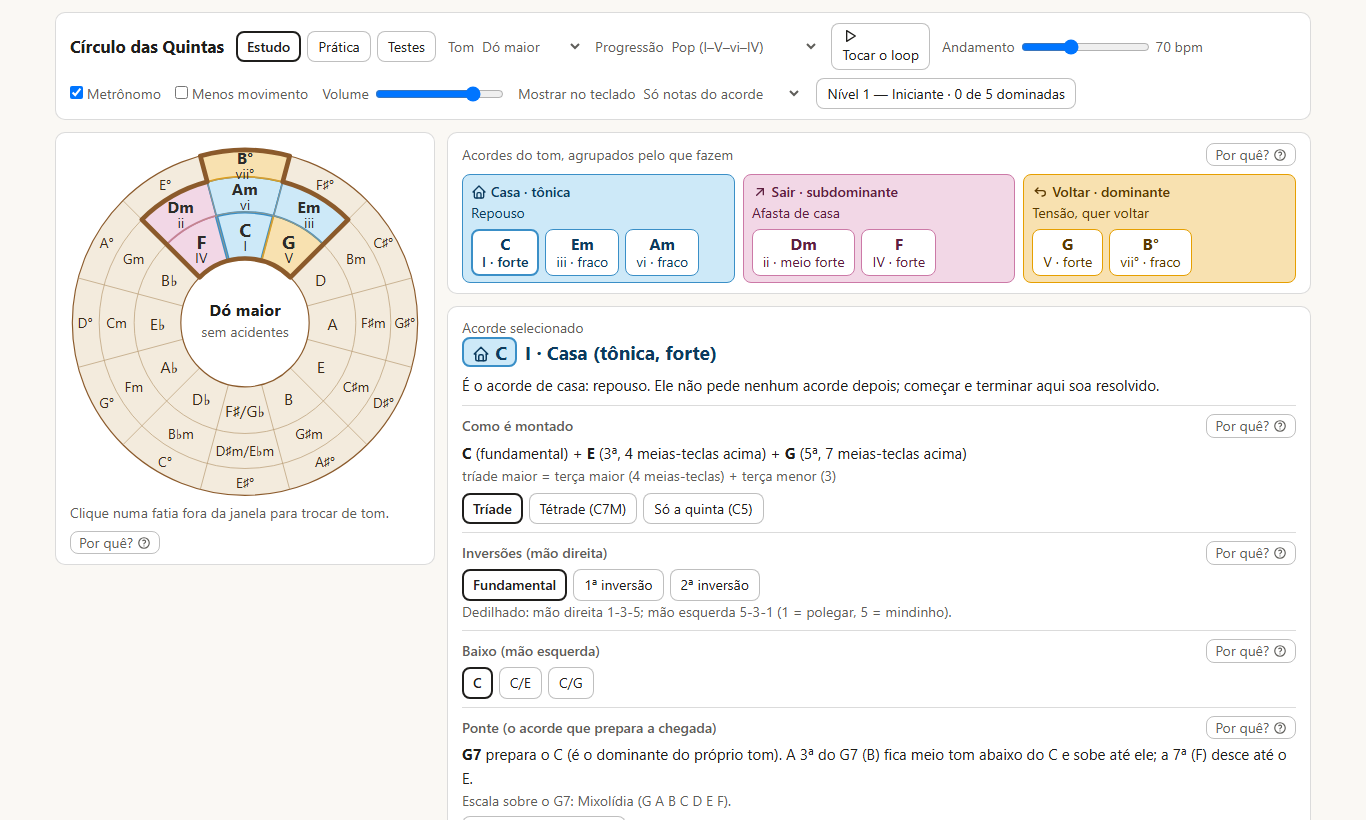 Círculo das Quintas Estudo Prática Testes Tom Dó maior Progressão Pop (I–V–vi–IV) Tocar o loop Andamento 70 bpm
Metrônomo Menos movimento Volume Mostrar no teclado Só notas do acorde Nível 1 — Iniciante · 0 de 5 dominadas
B°
vii°
E° F♯°
Am
vi
Dm
ii
Em
iii
C
I
F
IV
G
V
A° C♯°
Gm Bm
B♭ D
Dó maior
sem acidentes
D° Cm E♭ A F♯m G♯°
A♭ E
Fm C♯m
G° D♯°
D♭ B
F♯/G♭
B♭m G♯m
D♯m/E♭m
C° A♯°
E♯°
Clique numa fatia fora da janela para trocar de tom.
Por quê?
Acordes do tom, agrupados pelo que fazem Por quê?
Casa · tônica
Repouso
C
I · forte
Em
iii · fraco
Am
vi · fraco
Sair · subdominante
Afasta de casa
Dm
ii · meio forte
F
IV · forte
Voltar · dominante
Tensão, quer voltar
G
V · forte
B°
vii° · fraco
Acorde selecionado
C I · Casa (tônica, forte)
É o acorde de casa: repouso. Ele não pede nenhum acorde depois; começar e terminar aqui soa resolvido.
Como é montado Por quê?
C (fundamental) + E (3ª, 4 meias-teclas acima) + G (5ª, 7 meias-teclas acima)
tríade maior = terça maior (4 meias-teclas) + terça menor (3)
Tríade Tétrade (C7M) Só a quinta (C5)
Inversões (mão direita) Por quê?
Fundamental 1ª inversão 2ª inversão
Dedilhado: mão direita 1-3-5; mão esquerda 5-3-1 (1 = polegar, 5 = mindinho).
Baixo (mão esquerda) Por quê?
C C/E C/G
Ponte (o acorde que prepara a chegada) Por quê?
G7 prepara o C (é o dominante do próprio tom). A 3ª do G7 (B) fica meio tom abaixo do C e sobe até ele; a 7ª (F) desce até o
E.
Escala sobre o G7: Mixolídia (G A B C D E F).